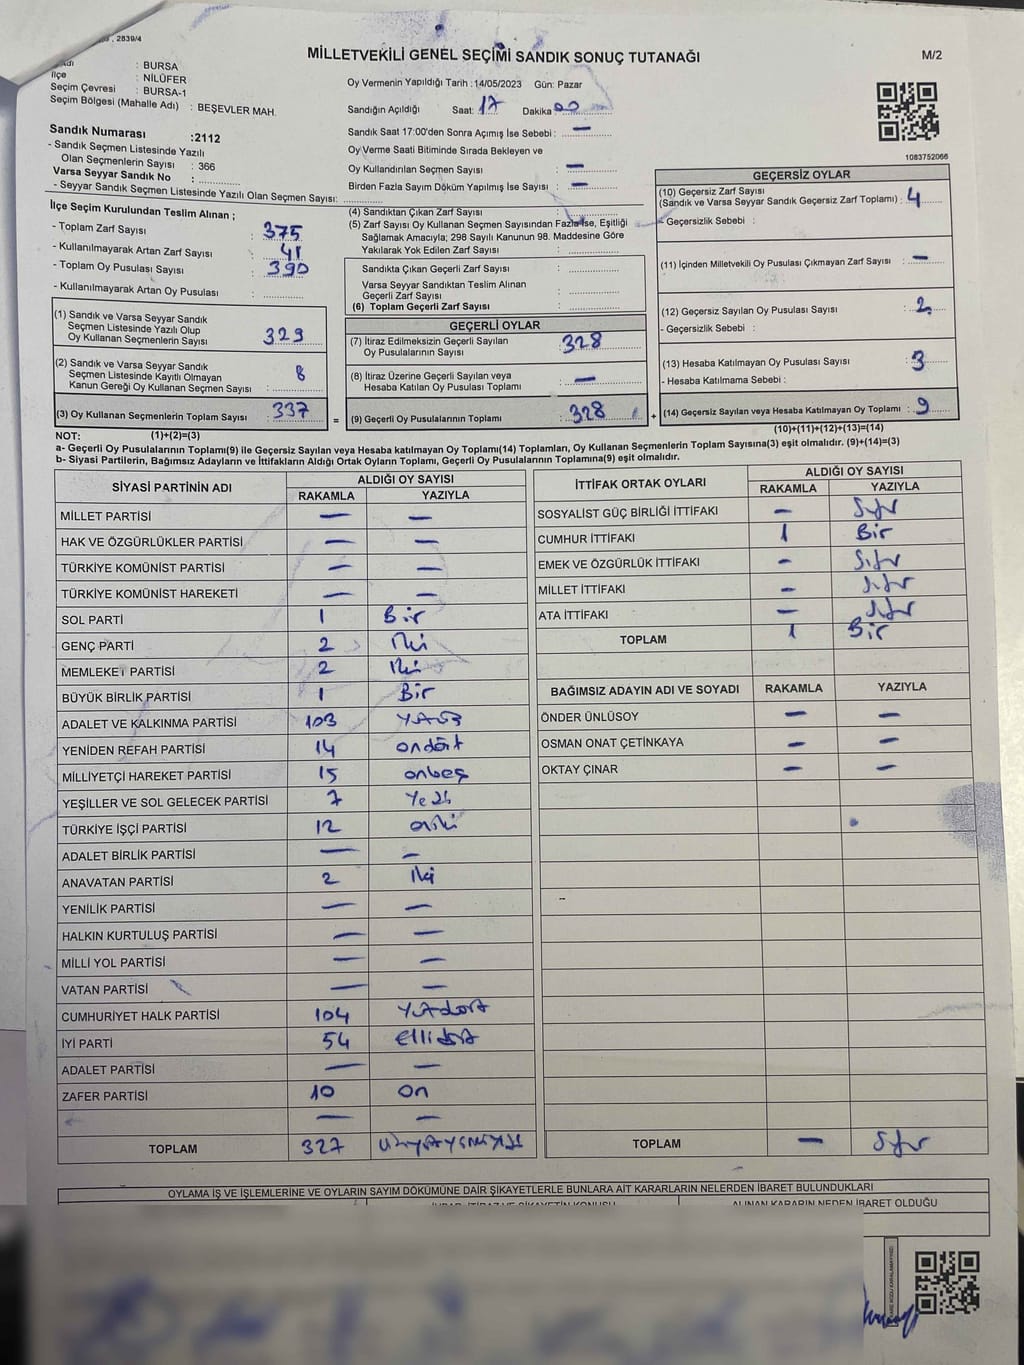 , 2839/4
MİLLETVEKİLİ GENEL SEÇİMİ SANDIK SONUÇ TUTANAĞI
M/2
: BURSA
İlçe : NİLÜFER
Seçim Çevresi : BURSA-1
Seçim Bölgesi (Mahalle Adı) : BEŞEVLER MAH.
Oy Vermenin Yapıldığı Tarih :14/05/2023 Gün: Pazar
Sandığın Açıldığı Saat: 17 Dakika 00
Sandık Saat 17:00'den Sonra Açımış İse Sebebi : —
Oy Verme Saati Bitiminde Sırada Bekleyen ve
Oy Kullandırılan Seçmen Sayısı —
Birden Fazla Sayım Döküm Yapılmış İse Sayısı : —
1083752066
Sandık Numarası :2112
- Sandık Seçmen Listesinde Yazılı
Olan Seçmenlerin Sayısı : 366
Varsa Seyyar Sandık No :
- Seyyar Sandık Seçmen Listesinde Yazılı Olan Seçmen Sayısı:
İlçe Seçim Kurulundan Teslim Alınan ;
- Toplam Zarf Sayısı : 375
- Kullanılmayarak Artan Zarf Sayısı : 41
- Toplam Oy Pusulası Sayısı : 390
- Kullanılmayarak Artan Oy Pusulası :
(1) Sandık ve Varsa Seyyar Sandık
Seçmen Listesinde Yazılı Olup
Oy Kullanan Seçmenlerin Sayısı : 329
(2) Sandık ve Varsa Seyyar Sandık
Seçmen Listesinde Kayıtlı Olmayan
Kanun Gereği Oy Kullanan Seçmen Sayısı : 8
(3) Oy Kullanan Seçmenlerin Toplam Sayısı : 337 =
(4) Sandıktan Çıkan Zarf Sayısı :
(5) Zarf Sayısı Oy Kullanan Seçmen Sayısından Fazla İse, Eşitliği
Sağlamak Amacıyla; 298 Sayılı Kanunun 98. Maddesine Göre
Yakılarak Yok Edilen Zarf Sayısı :
Sandıkta Çıkan Geçerli Zarf Sayısı :
Varsa Seyyar Sandıktan Teslim Alınan
Geçerli Zarf Sayısı :
(6) Toplam Geçerli Zarf Sayısı :
GEÇERLİ OYLAR
(7) İtiraz Edilmeksizin Geçerli Sayılan
Oy Pusulalarının Sayısı : 328
(8) İtiraz Üzerine Geçerli Sayılan veya
Hesaba Katılan Oy Pusulası Toplamı : —
(9) Geçerli Oy Pusulalarının Toplamı : 328 +
GEÇERSİZ OYLAR
(10) Geçersiz Zarf Sayısı
(Sandık ve Varsa Seyyar Sandık Geçersiz Zarf Toplamı) : 4
- Geçersizlik Sebebi :
(11) İçinden Milletvekili Oy Pusulası Çıkmayan Zarf Sayısı : —
(12) Geçersiz Sayılan Oy Pusulası Sayısı : 2
- Geçersizlik Sebebi :
(13) Hesaba Katılmayan Oy Pusulası Sayısı : 3
- Hesaba Katılmama Sebebi :
(14) Geçersiz Sayılan veya Hesaba Katılmayan Oy Toplamı : 9
NOT: (1)+(2)=(3)
(10)+(11)+(12)+(13)=(14)
a- Geçerli Oy Pusulalarının Toplamı(9) ile Geçersiz Sayılan veya Hesaba katılmayan Oy Toplamı(14) Toplamları, Oy Kullanan Seçmenlerin Toplam Sayısına(3) eşit olmalıdır. (9)+(14)=(3)
b- Siyasi Partilerin, Bağımsız Adayların ve İttifakların Aldığı Ortak Oyların Toplamı, Geçerli Oy Pusulalarının Toplamına(9) eşit olmalıdır.
SİYASİ PARTİNİN ADI ALDIĞI OY SAYISI
RAKAMLA YAZIYLA
MİLLET PARTİSİ — —
HAK VE ÖZGÜRLÜKLER PARTİSİ — —
TÜRKİYE KOMÜNİST PARTİSİ — —
TÜRKİYE KOMÜNİST HAREKETİ — —
SOL PARTİ 1 Bir
GENÇ PARTİ 2 İki
MEMLEKET PARTİSİ 2 İki
BÜYÜK BİRLİK PARTİSİ 1 Bir
ADALET VE KALKINMA PARTİSİ 103
YENİDEN REFAH PARTİSİ 14 ondört
MİLLİYETÇİ HAREKET PARTİSİ 15 onbeş
YEŞİLLER VE SOL GELECEK PARTİSİ 7 Yedi
TÜRKİYE İŞÇİ PARTİSİ 12 oniki
ADALET BİRLİK PARTİSİ — —
ANAVATAN PARTİSİ 2 İki
YENİLİK PARTİSİ — —
HALKIN KURTULUŞ PARTİSİ — —
MİLLİ YOL PARTİSİ — —
VATAN PARTİSİ — —
CUMHURİYET HALK PARTİSİ 104
İYİ PARTİ 54 Ellidört
ADALET PARTİSİ — —
ZAFER PARTİSİ 10 On
— —
TOPLAM 327
İTTİFAK ORTAK OYLARI ALDIĞI OY SAYISI
RAKAMLA YAZIYLA
SOSYALİST GÜÇ BİRLİĞİ İTTİFAKI — Sıfır
CUMHUR İTTİFAKI 1 Bir
EMEK VE ÖZGÜRLÜK İTTİFAKI — Sıfır
MİLLET İTTİFAKI — Sıfır
ATA İTTİFAKI — Sıfır
TOPLAM 1 Bir
BAĞIMSIZ ADAYIN ADI VE SOYADI RAKAMLA YAZIYLA
ÖNDER ÜNLÜSOY — —
OSMAN ONAT ÇETİNKAYA — —
OKTAY ÇINAR — —
TOPLAM — Sıfır
OYLAMA İŞ VE İŞLEMLERİNE VE OYLARIN SAYIM DÖKÜMÜNE DAİR ŞİKAYETLERLE BUNLARA AİT KARARLARIN NELERDEN İBARET BULUNDUKLARI
ALINAN KARARIN NEDEN İBARET OLDUĞU